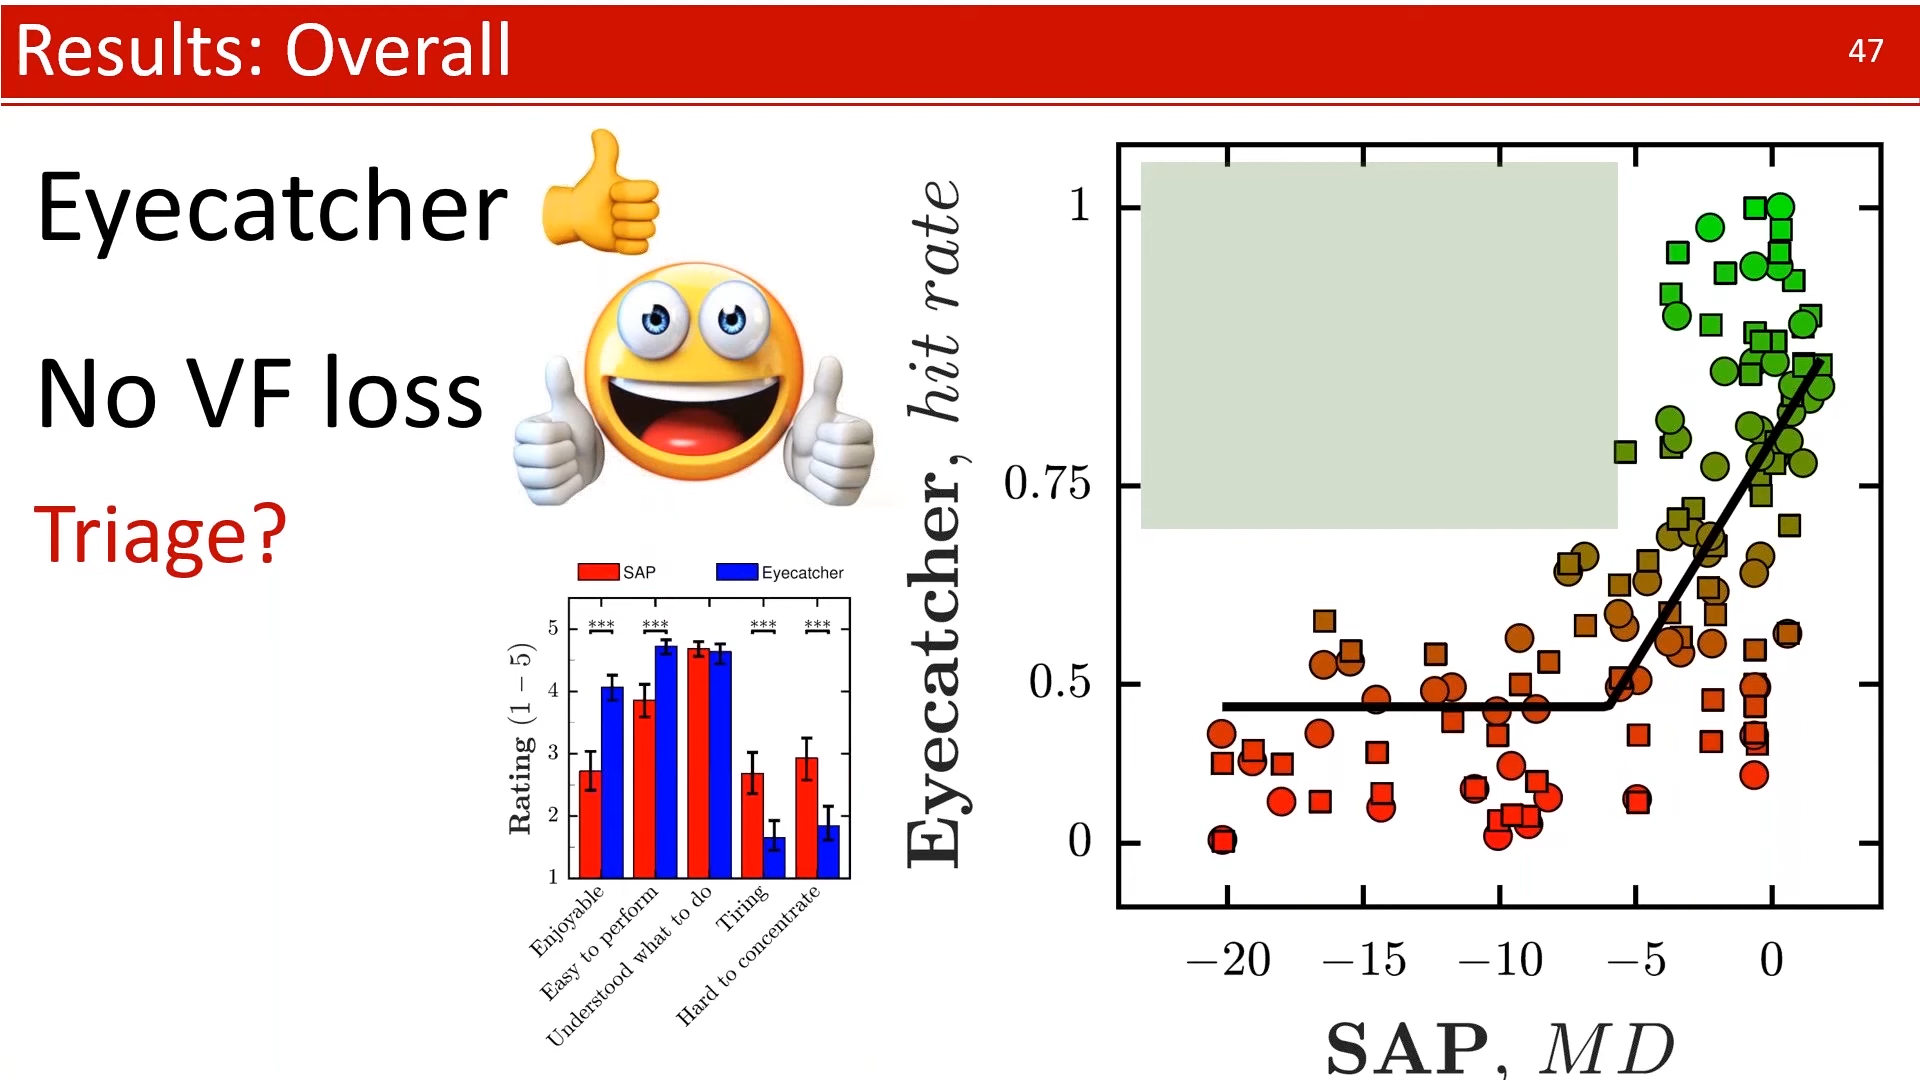 Results: Overall
47
Eyecatcher
No VF loss
Triage?
SAP
Eyecatcher
***
***
***
***
5
4
3
2
1
Rating (1 − 5)
Enjoyable
Easy to perform
Understood what to do
Tiring
Hard to concentrate
Eyecatcher, hit rate
1
0.75
0.5
0
−20
−15
−10
−5
0
SAP, MD